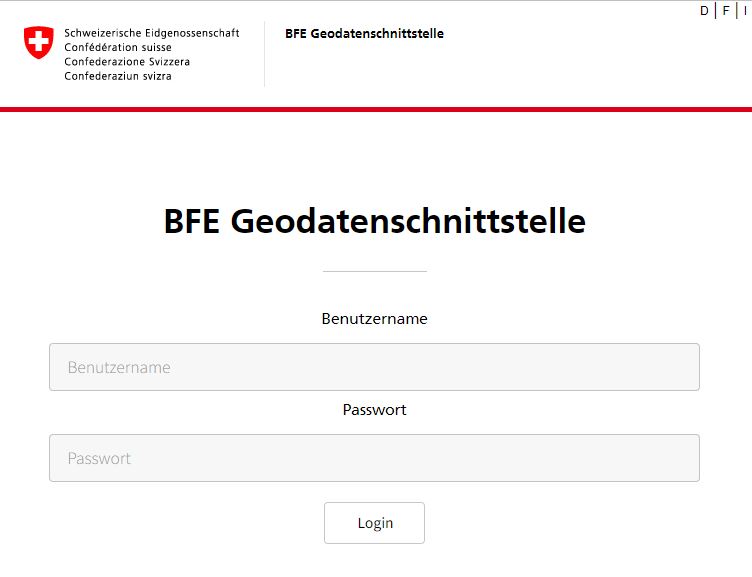 D | F | I
Schweizerische Eidgenossenschaft
Confédération suisse
Confederazione Svizzera
Confederaziun svizra
BFE Geodatenschnittstelle
BFE Geodatenschnittstelle
Benutzername
Benutzername
Passwort
Passwort
Login